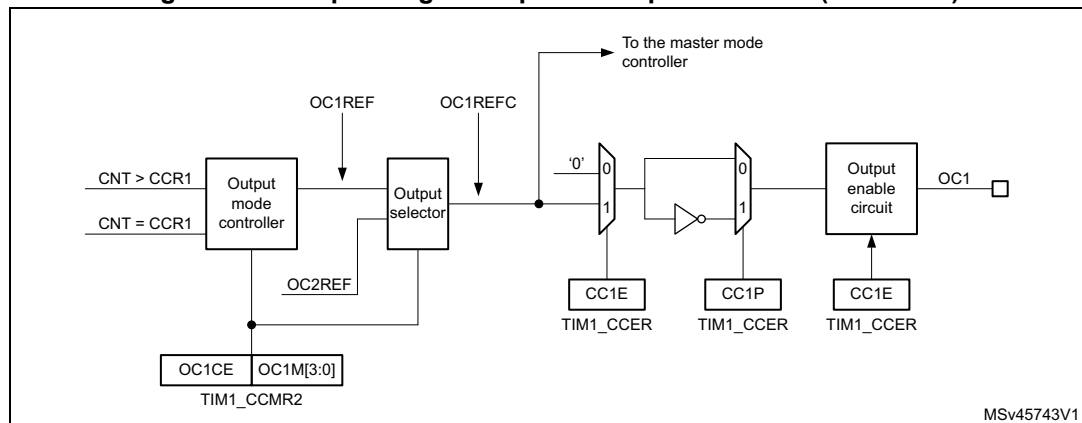 To the master mode
controller
OC1REF
OC1REFC
CNT > CCR1
CNT = CCR1
Output
mode
controller
Output
selector
OC2REF
‘0’
0
1
0
1
Output
enable
circuit
OC1
CC1E
TIM1_CCER
CC1P
TIM1_CCER
CC1E
TIM1_CCER
OC1CE
OC1M[3:0]
TIM1_CCMR2
MSv45743V1